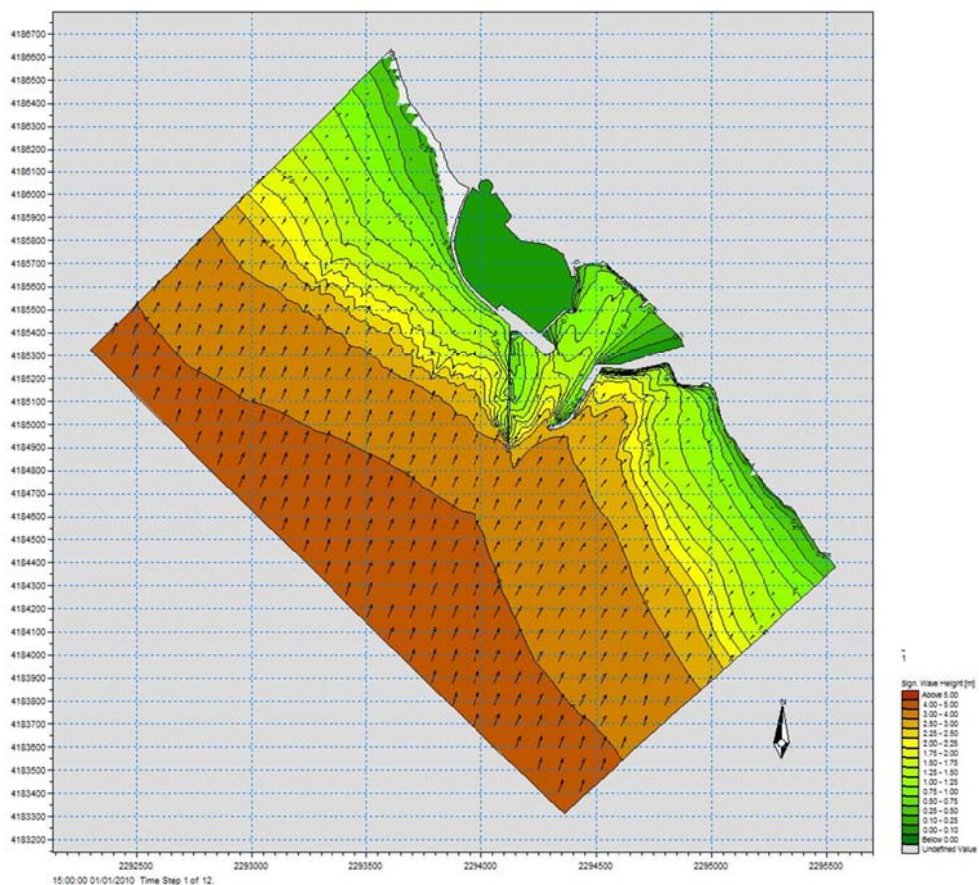 4186700
4186600
4186500
4186400
4186300
4186200
4186100
4186000
4185900
4185800
4185700
4185600
4185500
4185400
4185300
4185200
4185100
4185000
4184900
4184800
4184700
4184600
4184500
4184400
4184300
4184200
4184100
4184000
4183900
4183800
4183700
4183600
4183500
4183400
4183300
4183200
2292500 2293000 2293500 2294000 2294500 2295000 2295500
15:00:00 01/01/2010 Time Step 1 of 12.
N
1
Sign. Wave Height [m]
Above 5.00
4.00 - 5.00
3.00 - 4.00
2.50 - 3.00
2.25 - 2.50
2.00 - 2.25
1.75 - 2.00
1.50 - 1.75
1.25 - 1.50
1.00 - 1.25
0.75 - 1.00
0.50 - 0.75
0.25 - 0.50
0.10 - 0.25
0.00 - 0.10
Below 0.00
Undefined Value